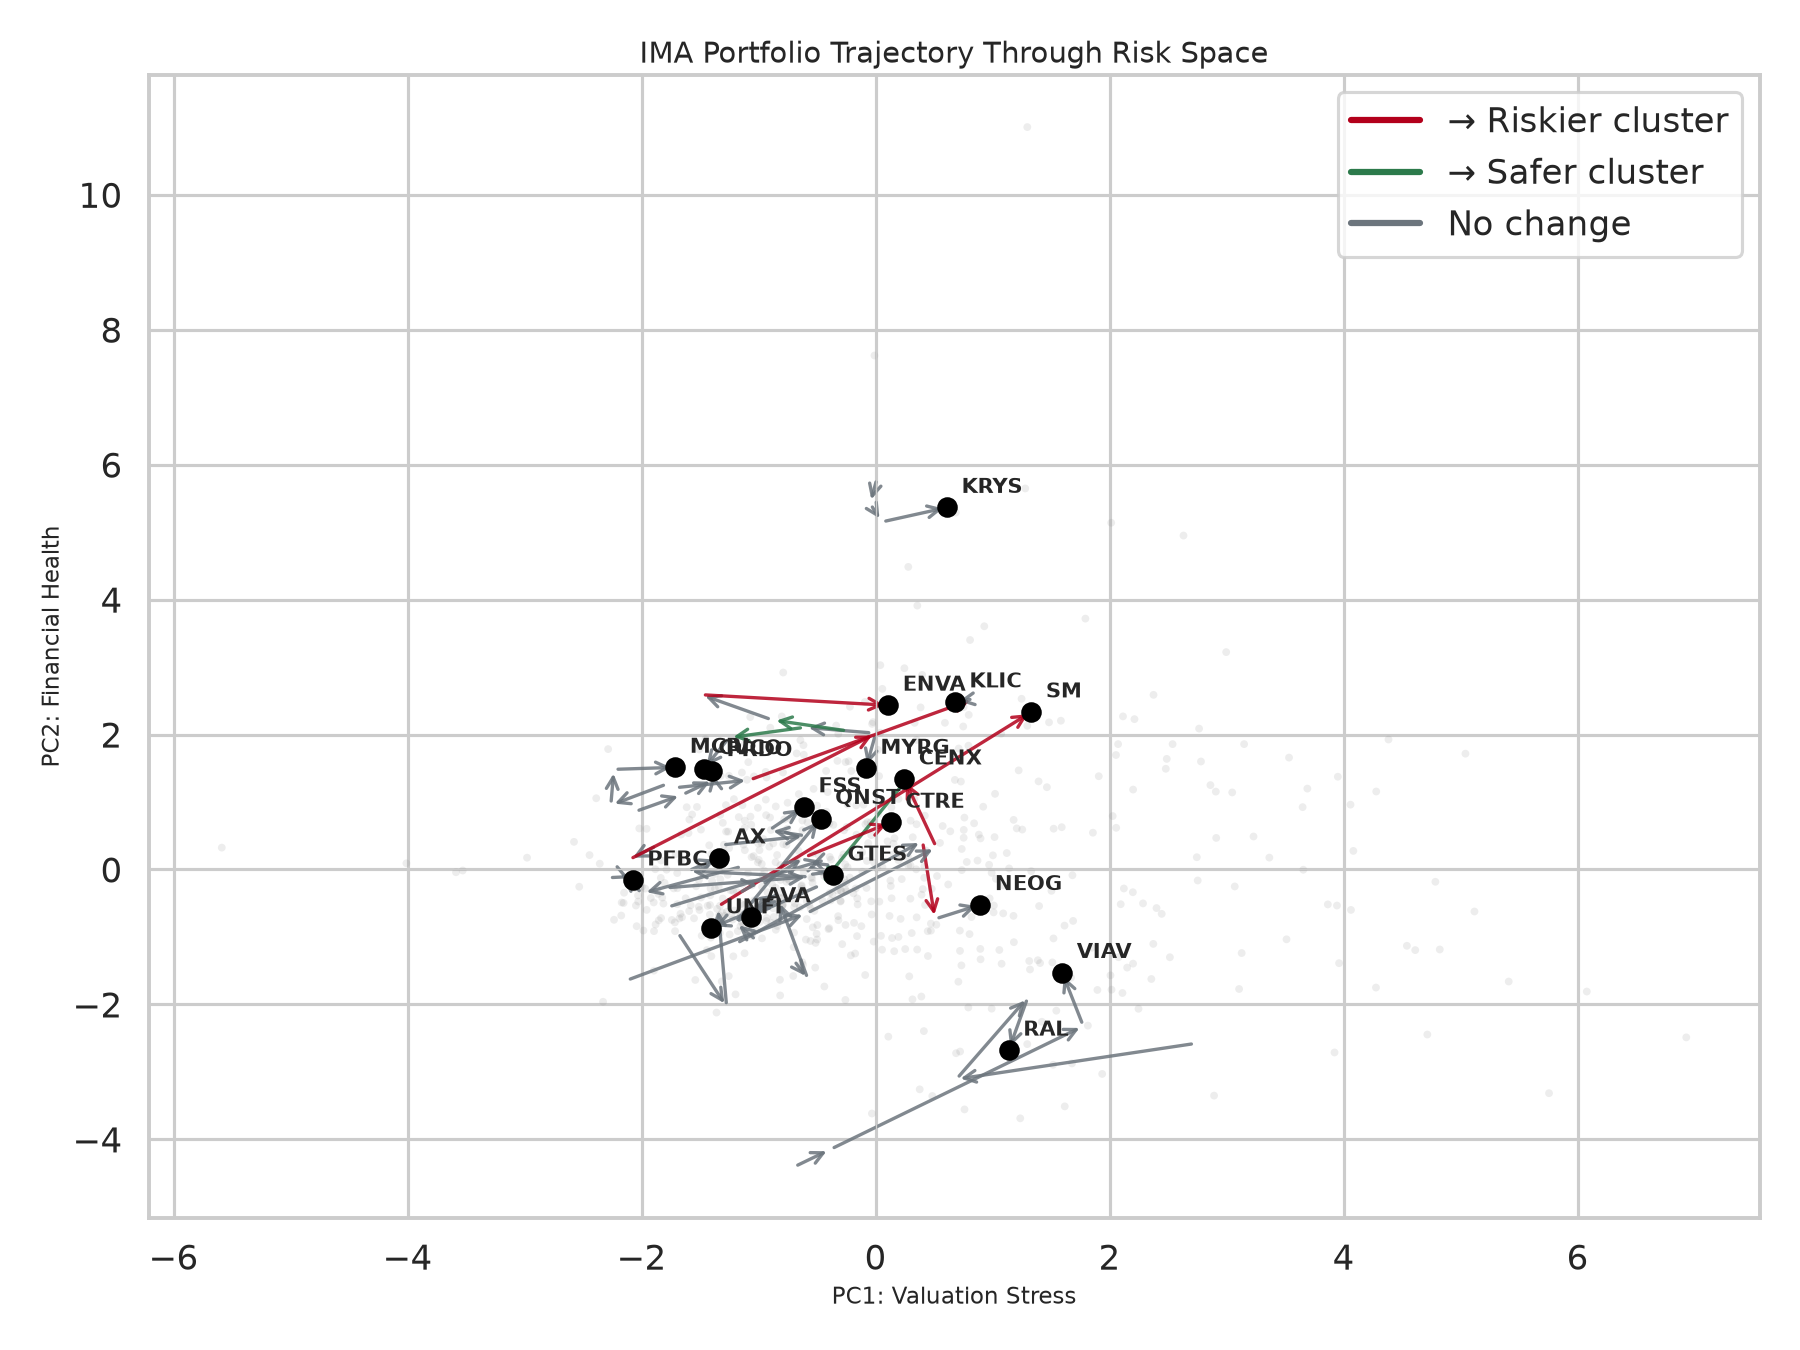 IMA Portfolio Trajectory Through Risk Space
→ Riskier cluster
→ Safer cluster
No change
10
8
6
4
2
0
−2
−4
PC2: Financial Health
KRYS
ENVA
KLIC
SM
PRDO
MYRG
CENX
FSS
QNST
CTRE
AX
PFBC
GTES
AVA
UNFI
NEOG
VIAV
RAL
−6
−4
−2
0
2
4
6
PC1: Valuation Stress